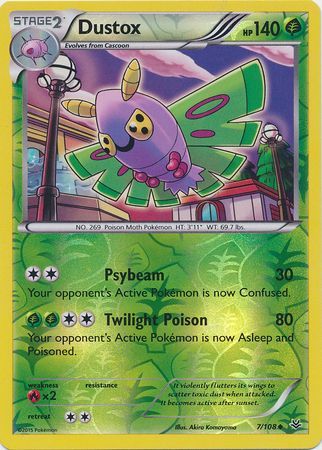 STAGE2
Dustox
HP140
Evolves from Cascoon
NO. 269 Poison Moth Pokémon HT: 3'11" WT: 69.7 lbs.
Psybeam 30
Your opponent's Active Pokémon is now Confused.
Twilight Poison 80
Your opponent's Active Pokémon is now Asleep and
Poisoned.
weakness resistance
×2
retreat
It violently flutters its wings to
scatter toxic dust when attacked.
It becomes active after sunset.
©2015 Pokémon
Illus. Akira Komayama
7/108